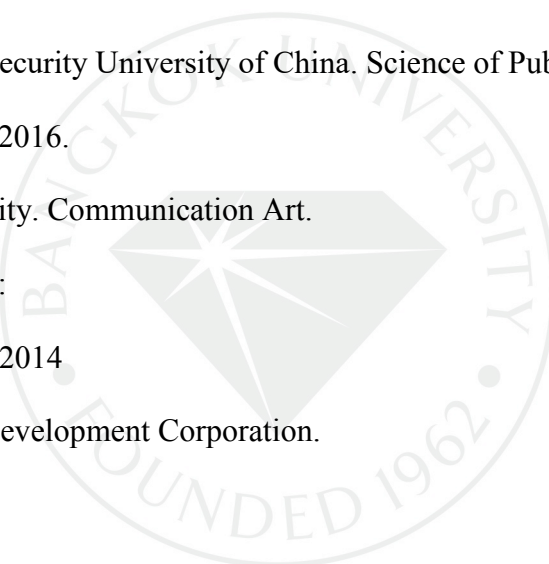 ecurity University of China. Science of Pub
2016.
ity. Communication Art.
:
2014
evelopment Corporation.
BANGKOK UNIVERSITY
FOUNDED 1962